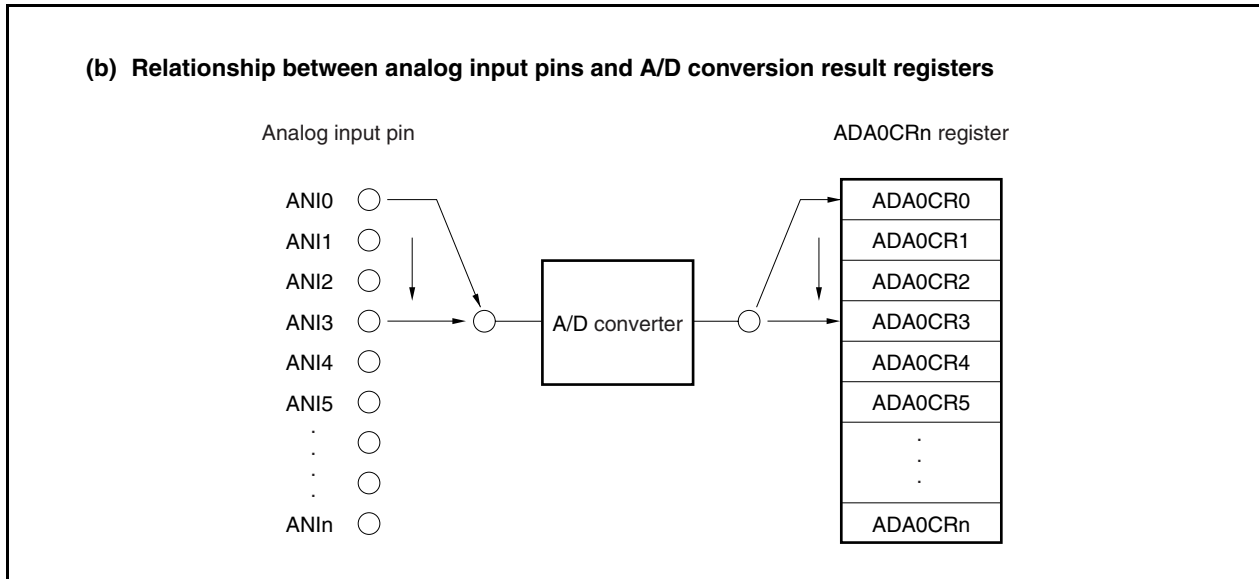 (b) Relationship between analog input pins and A/D conversion result registers
Analog input pin
ADA0CRn register
ANI0
ANI1
ANI2
ANI3
ANI4
ANI5
.
.
.
.
ANIn
A/D converter
ADA0CR0
ADA0CR1
ADA0CR2
ADA0CR3
ADA0CR4
ADA0CR5
.
.
.
ADA0CRn